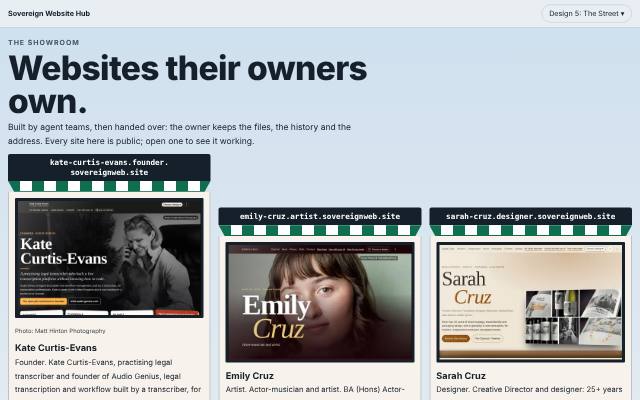 Sovereign Website Hub
Design 5: The Street ▾
THE SHOWROOM
Websites their owners
own.
Built by agent teams, then handed over: the owner keeps the files, the history and the
address. Every site here is public; open one to see it working.
kate-curtis-evans.founder.
sovereignweb.site
emily-cruz.artist.sovereignweb.site
sarah-cruz.designer.sovereignweb.site
Kate
Curtis-Evans
Emily
Cruz
Sarah
Cruz
Photo: Matt Hinton Photography
Kate Curtis-Evans
Founder. Kate Curtis-Evans, practising legal
transcriber and founder of Audio Genius, legal
transcription and workflow built by a transcriber, for
Emily Cruz
Artist. Actor-musician and artist. BA (Hons) Actor-
Sarah Cruz
Designer. Creative Director and designer: 25+ years